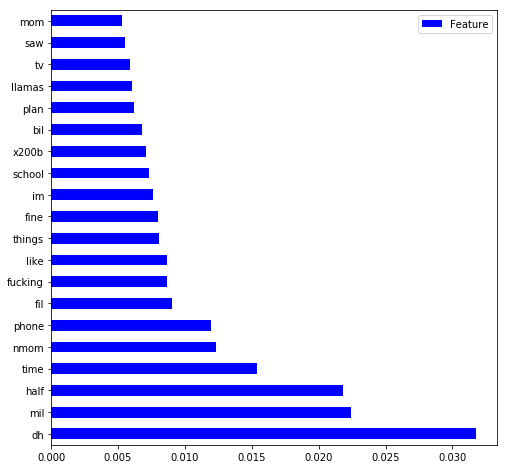 mom
saw
tv
llamas
plan
bil
x200b
school
im
fine
things
like
fucking
fil
phone
nmom
time
half
mil
dh
Feature
0.000 0.005 0.010 0.015 0.020 0.025 0.030